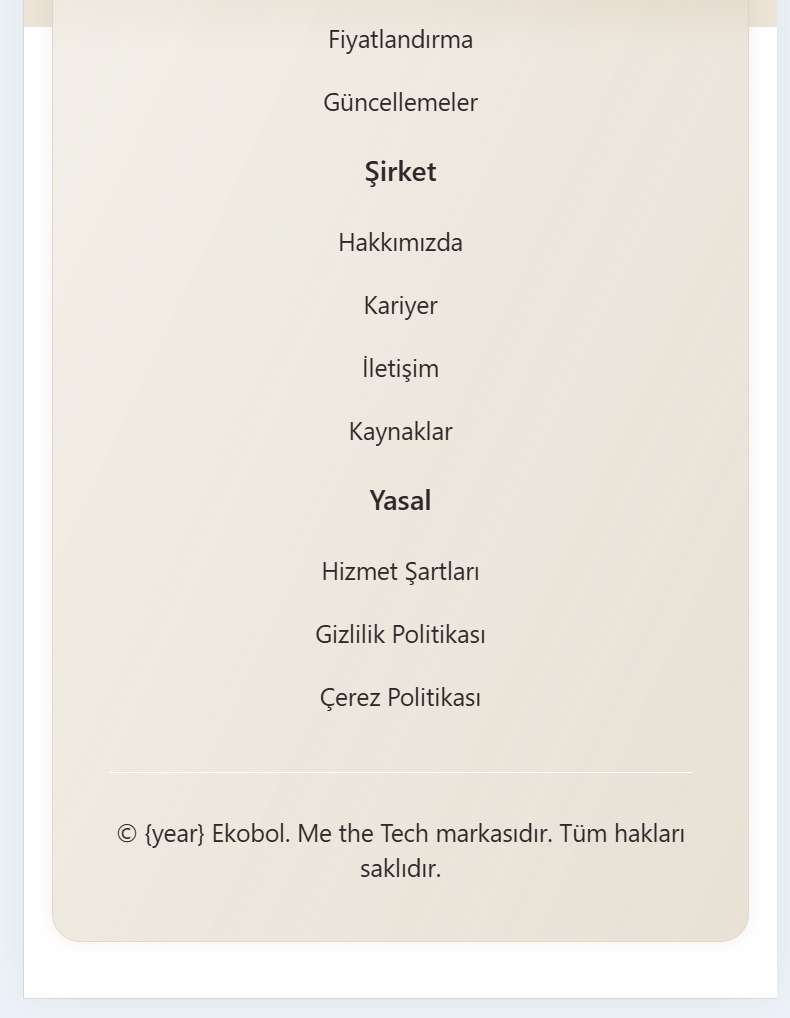 Fiyatlandırma
Güncellemeler
Şirket
Hakkımızda
Kariyer
İletişim
Kaynaklar
Yasal
Hizmet Şartları
Gizlilik Politikası
Çerez Politikası
© {year} Ekobol. Me the Tech markasıdır. Tüm hakları
saklıdır.